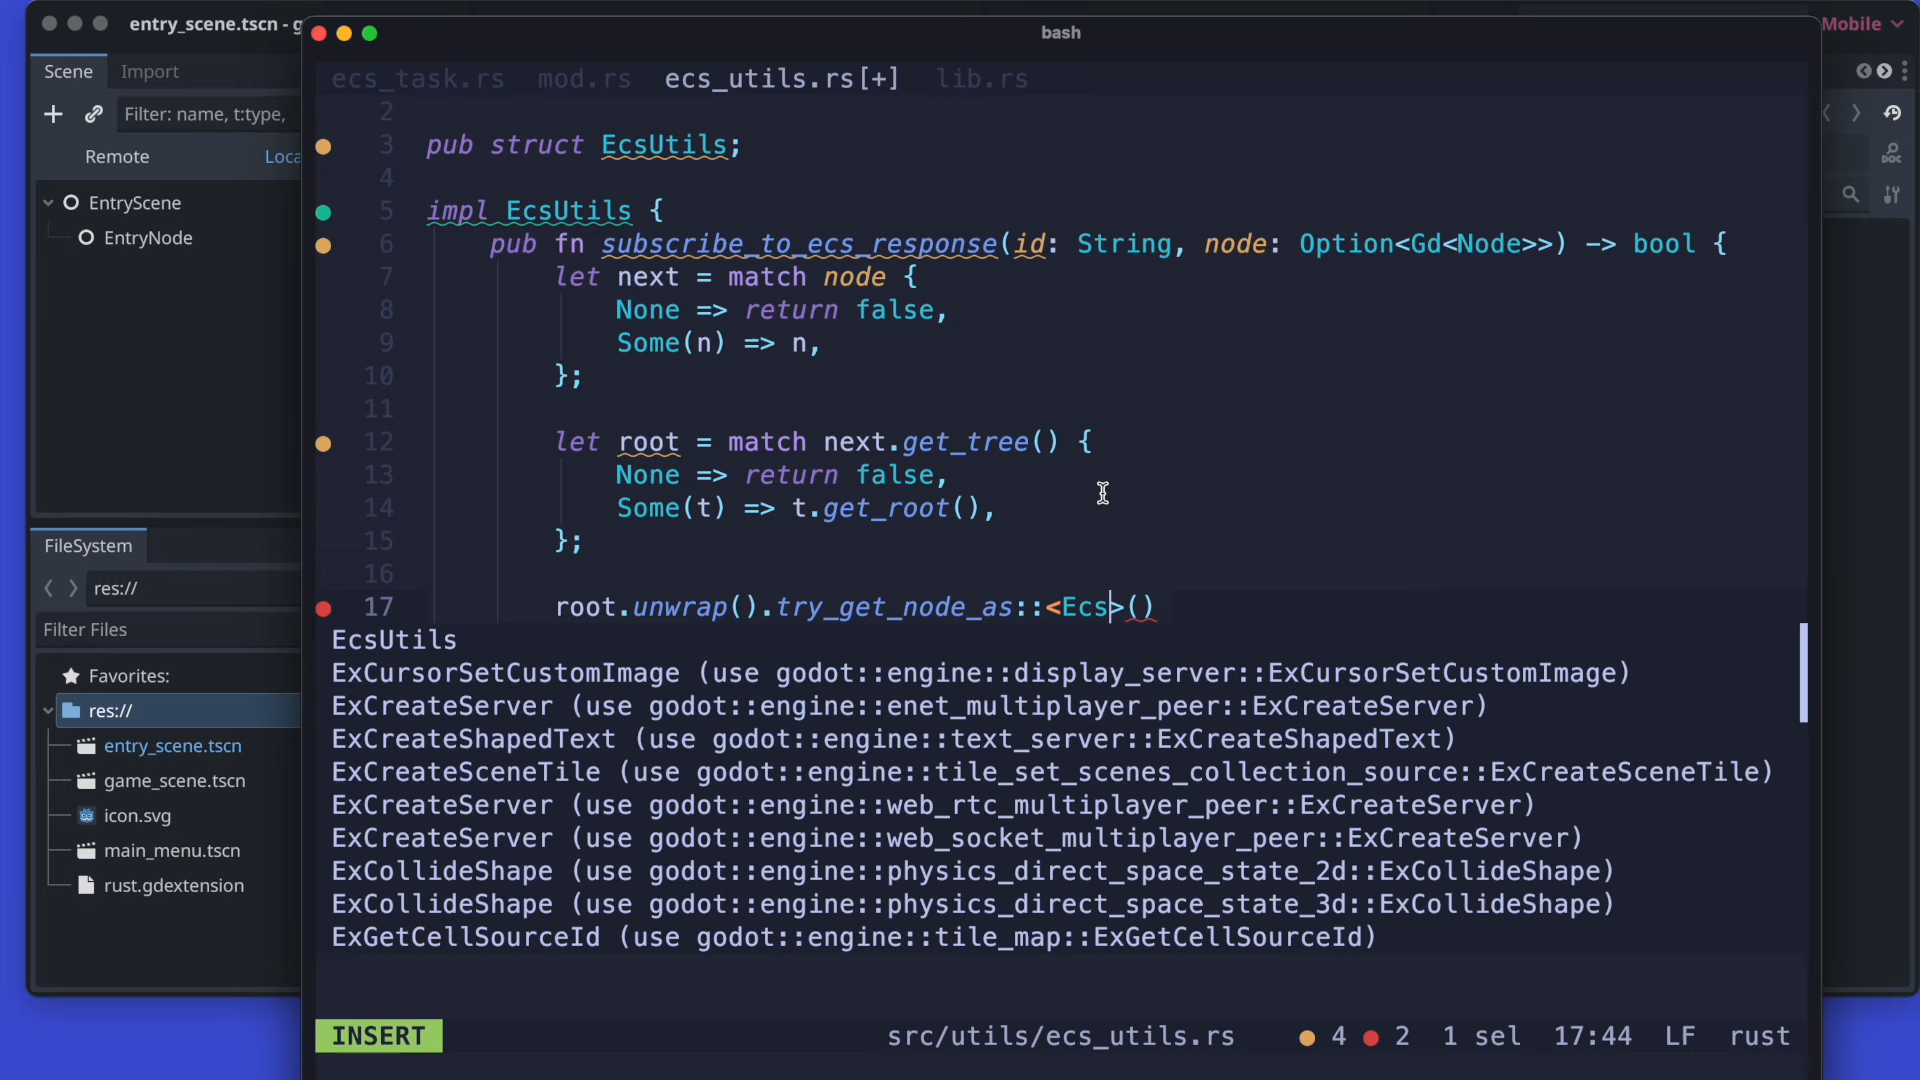 entry_scene.tscn - g
bash
Mobile
Scene Import
ecs_task.rs mod.rs ecs_utils.rs[+] lib.rs
Filter: name, t:type,
Remote Loca
EntryScene
EntryNode
2
3 pub struct EcsUtils;
4
5 impl EcsUtils {
6 pub fn subscribe_to_ecs_response(id: String, node: Option<Gd<Node>>) -> bool {
7 let next = match node {
8 None => return false,
9 Some(n) => n,
10 };
11
12 let root = match next.get_tree() {
13 None => return false,
14 Some(t) => t.get_root(),
15 };
16
17 root.unwrap().try_get_node_as::<Ecs>()
EcsUtils
ExCursorSetCustomImage (use godot::engine::display_server::ExCursorSetCustomImage)
ExCreateServer (use godot::engine::enet_multiplayer_peer::ExCreateServer)
ExCreateShapedText (use godot::engine::text_server::ExCreateShapedText)
ExCreateSceneTile (use godot::engine::tile_set_scenes_collection_source::ExCreateSceneTile)
ExCreateServer (use godot::engine::web_rtc_multiplayer_peer::ExCreateServer)
ExCreateServer (use godot::engine::web_socket_multiplayer_peer::ExCreateServer)
ExCollideShape (use godot::engine::physics_direct_space_state_2d::ExCollideShape)
ExCollideShape (use godot::engine::physics_direct_space_state_3d::ExCollideShape)
ExGetCellSourceId (use godot::engine::tile_map::ExGetCellSourceId)
FileSystem
res://
Filter Files
Favorites:
res://
entry_scene.tscn
game_scene.tscn
icon.svg
main_menu.tscn
rust.gdextension
DOC
INSERT src/utils/ecs_utils.rs 4 2 1 sel 17:44 LF rust